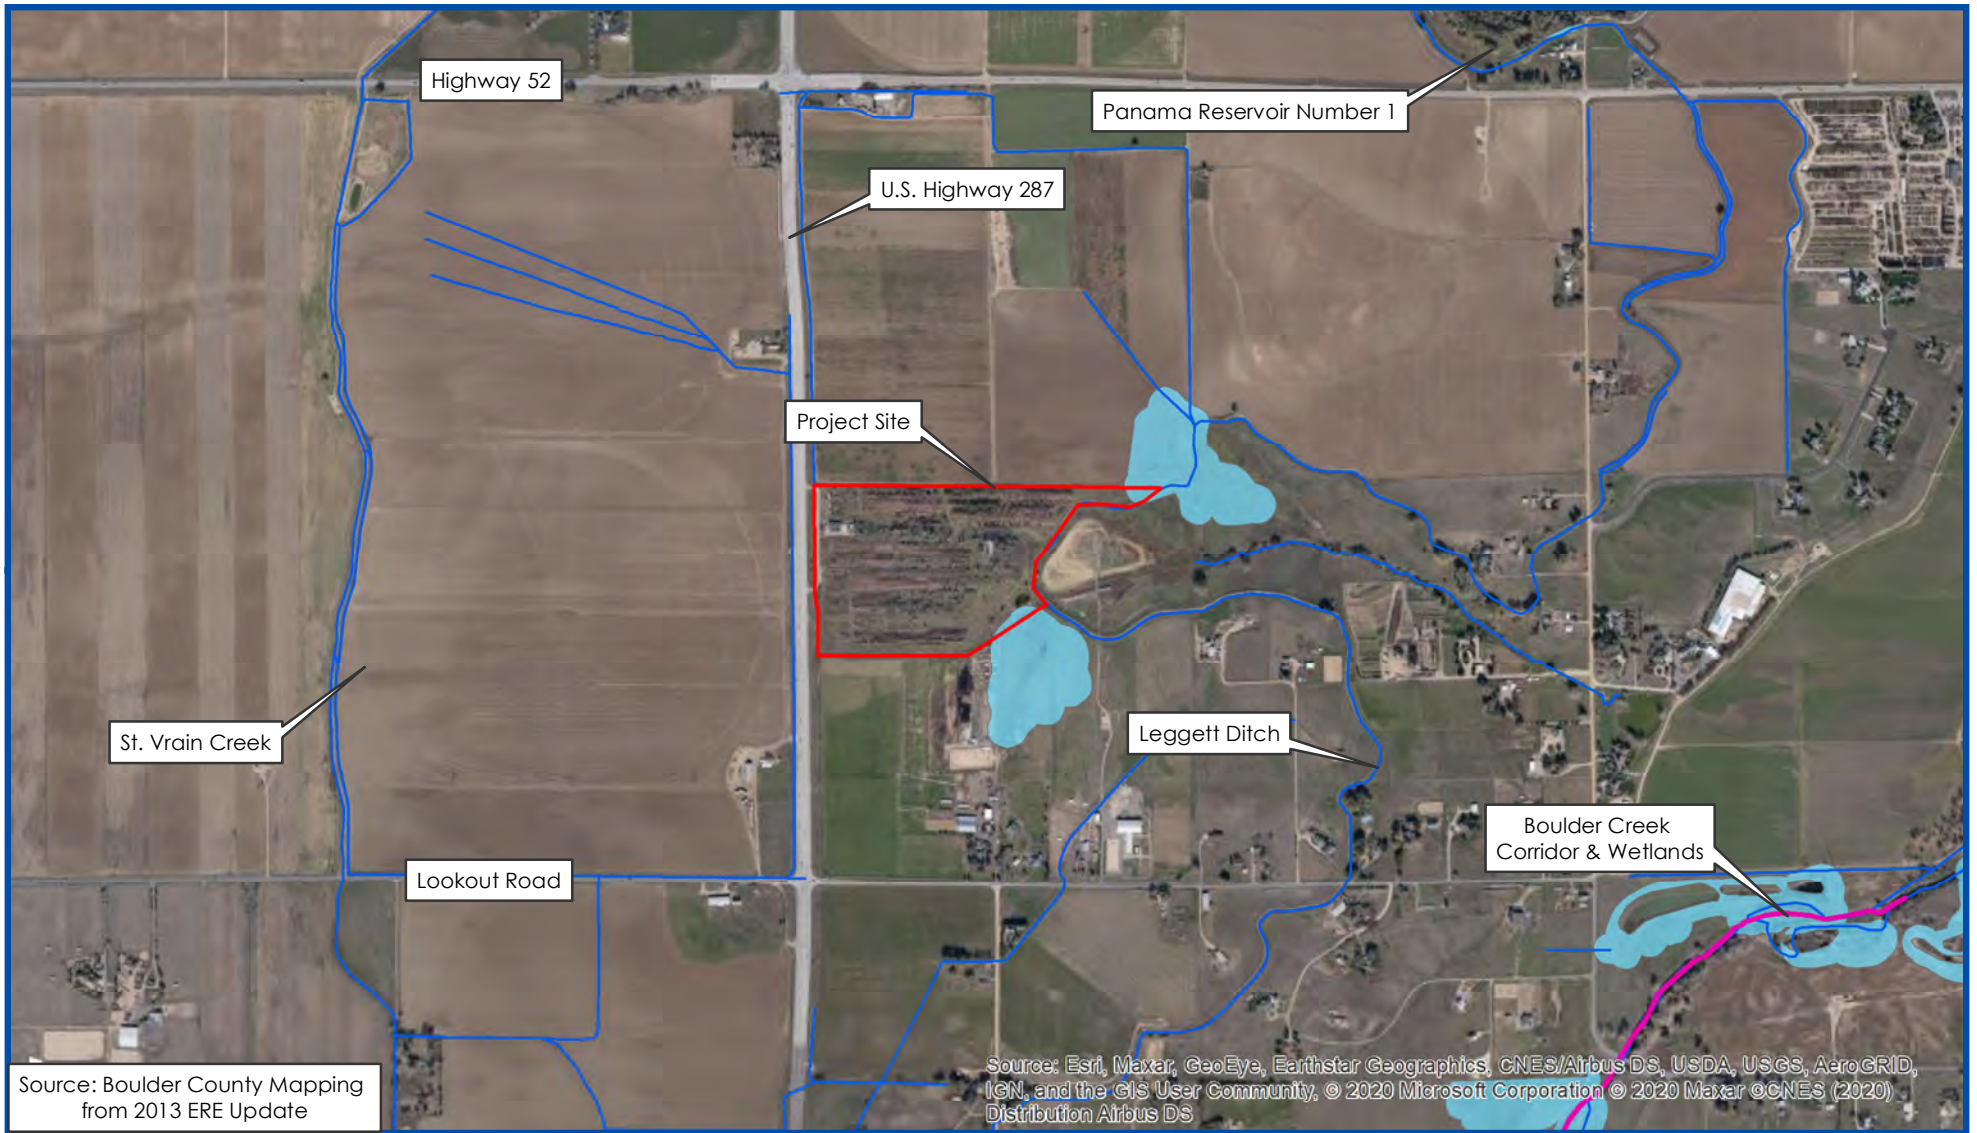 Highway 52
Panama Reservoir Number 1
U.S. Highway 287
Project Site
St. Vrain Creek
Leggett Ditch
Boulder Creek
Corridor & Wetlands
Lookout Road
Source: Boulder County Mapping
from 2013 ERE Update
Source: Esri, Maxar, GeoEye, Earthstar Geographics, CNES/Airbus DS, USDA, USGS, AeroGRID,
IGN, and the GIS User Community, © 2020 Microsoft Corporation © 2020 Maxar ©CNES (2020)
Distribution Airbus DS